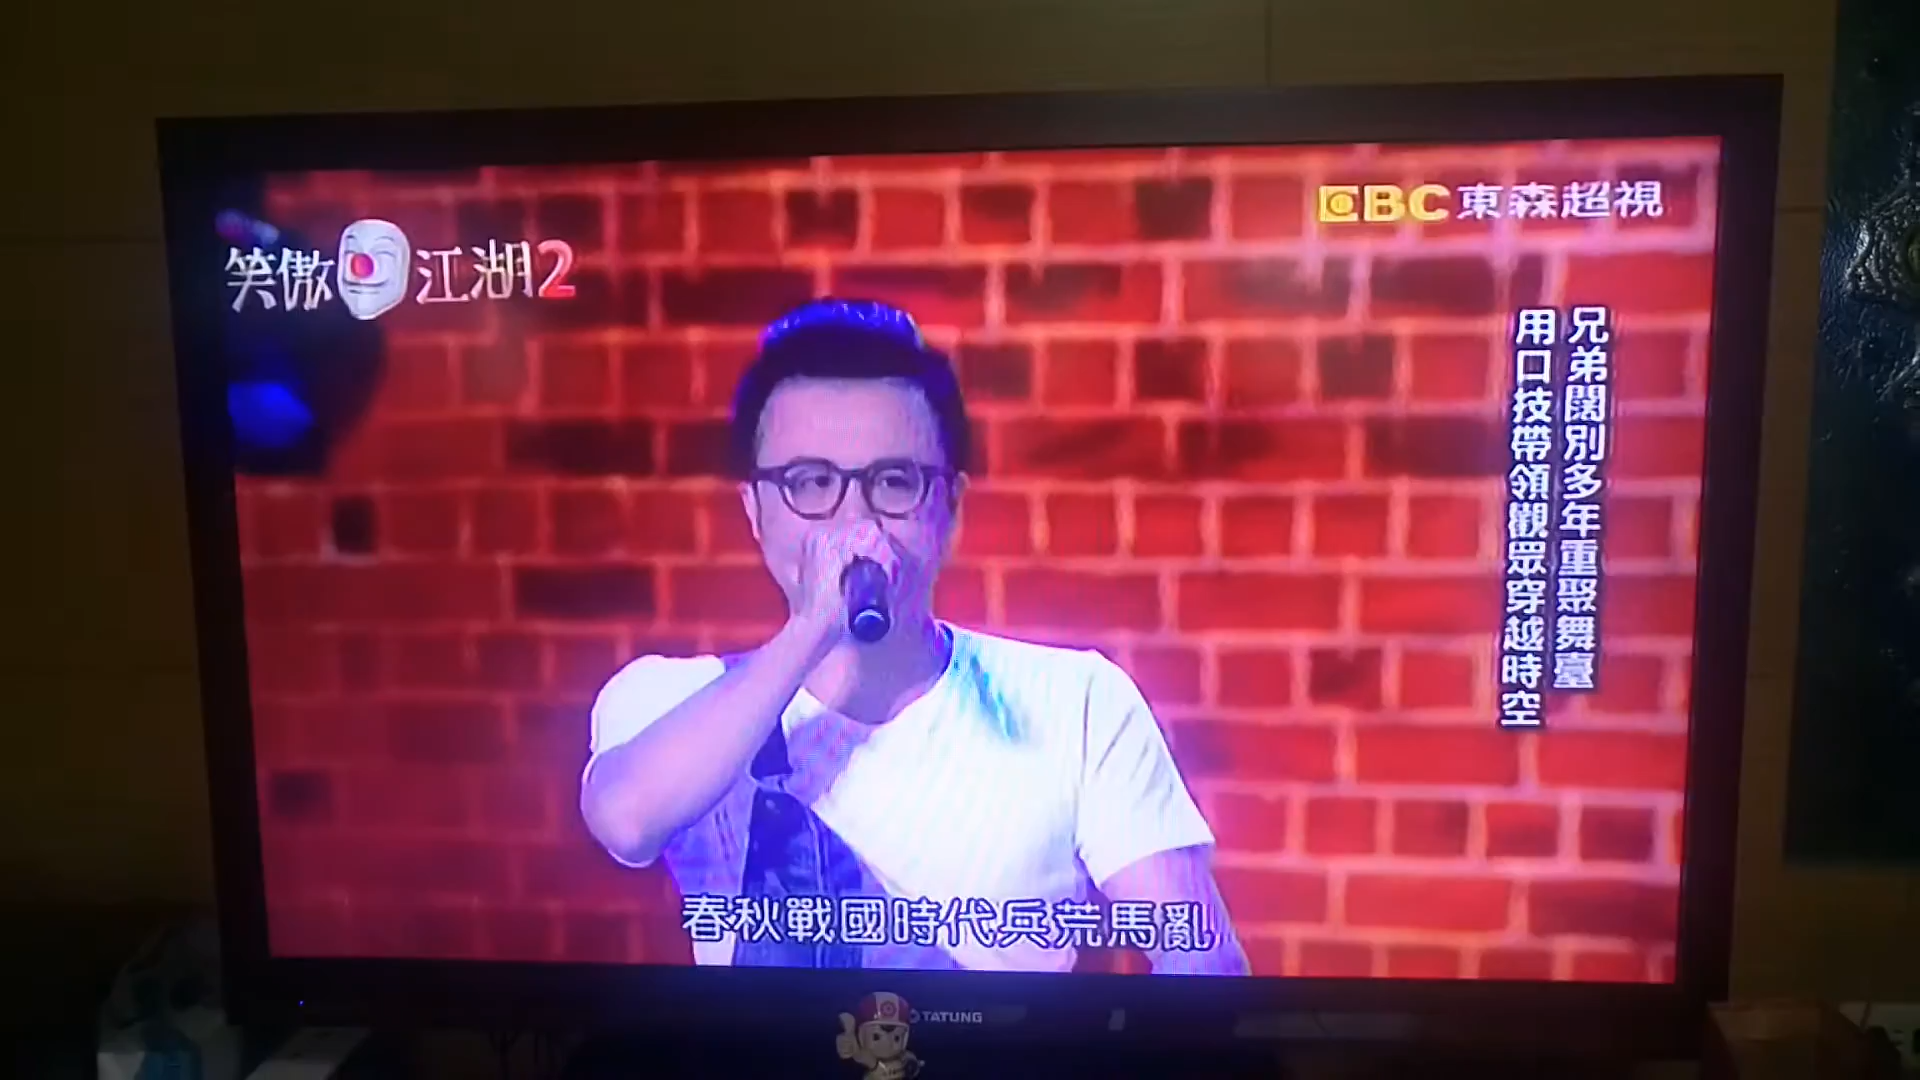 EBC東森超視
笑傲江湖2
兄弟闊別多年重聚舞臺
用口技帶領觀眾穿越時空
春秋戰國時代兵荒馬亂
TATUNG